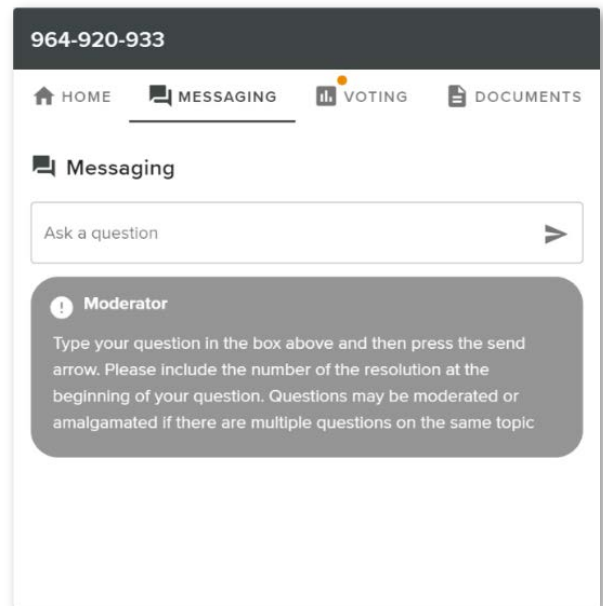 964-920-933
HOME MESSAGING VOTING DOCUMENTS
Messaging
Ask a question
Moderator
Type your question in the box above and then press the send
arrow. Please include the number of the resolution at the
beginning of your question. Questions may be moderated or
amalgamated if there are multiple questions on the same topic